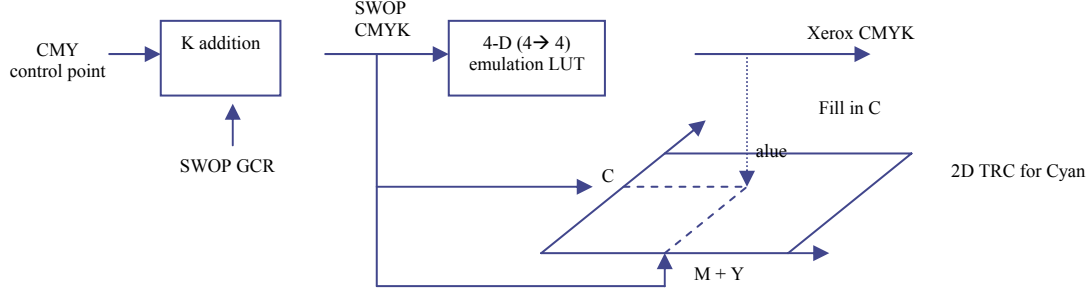 CMY
control point
K addition
SWOP GCR
SWOP
CMYK
4-D (4→ 4)
emulation LUT
Xerox CMYK
Fill in C
alue
C
2D TRC for Cyan
M + Y